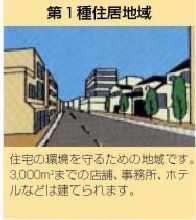 第1種住居地域
住宅の環境を守るための地域です。
3,000m²までの店舗、事務所、ホテ
ルなどは建てられます。